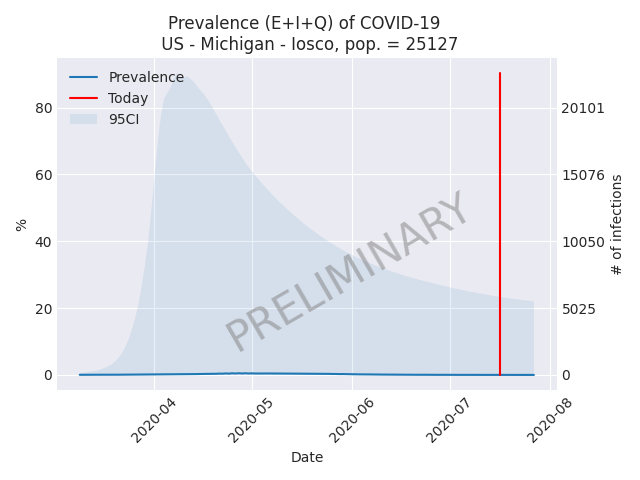 Prevalence (E+I+Q) of COVID-19
US - Michigan - Iosco, pop. = 25127
Prevalence
Today
95CI
80
60
40
20
0
%
20101
15076
10050
5025
0
# of infections
PRELIMINARY
2020-04
2020-05
2020-06
2020-07
2020-08
Date